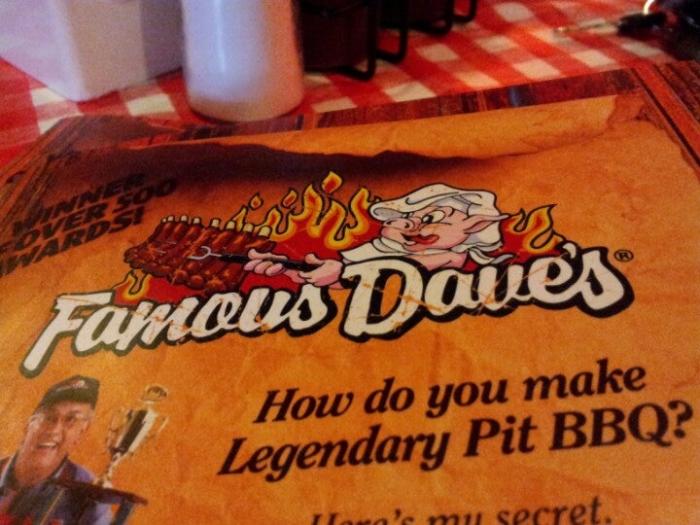 WINNER
OVER 500
AWARDS!
Famous Dave's®
How do you make
Legendary Pit BBQ?
Here's my secret.